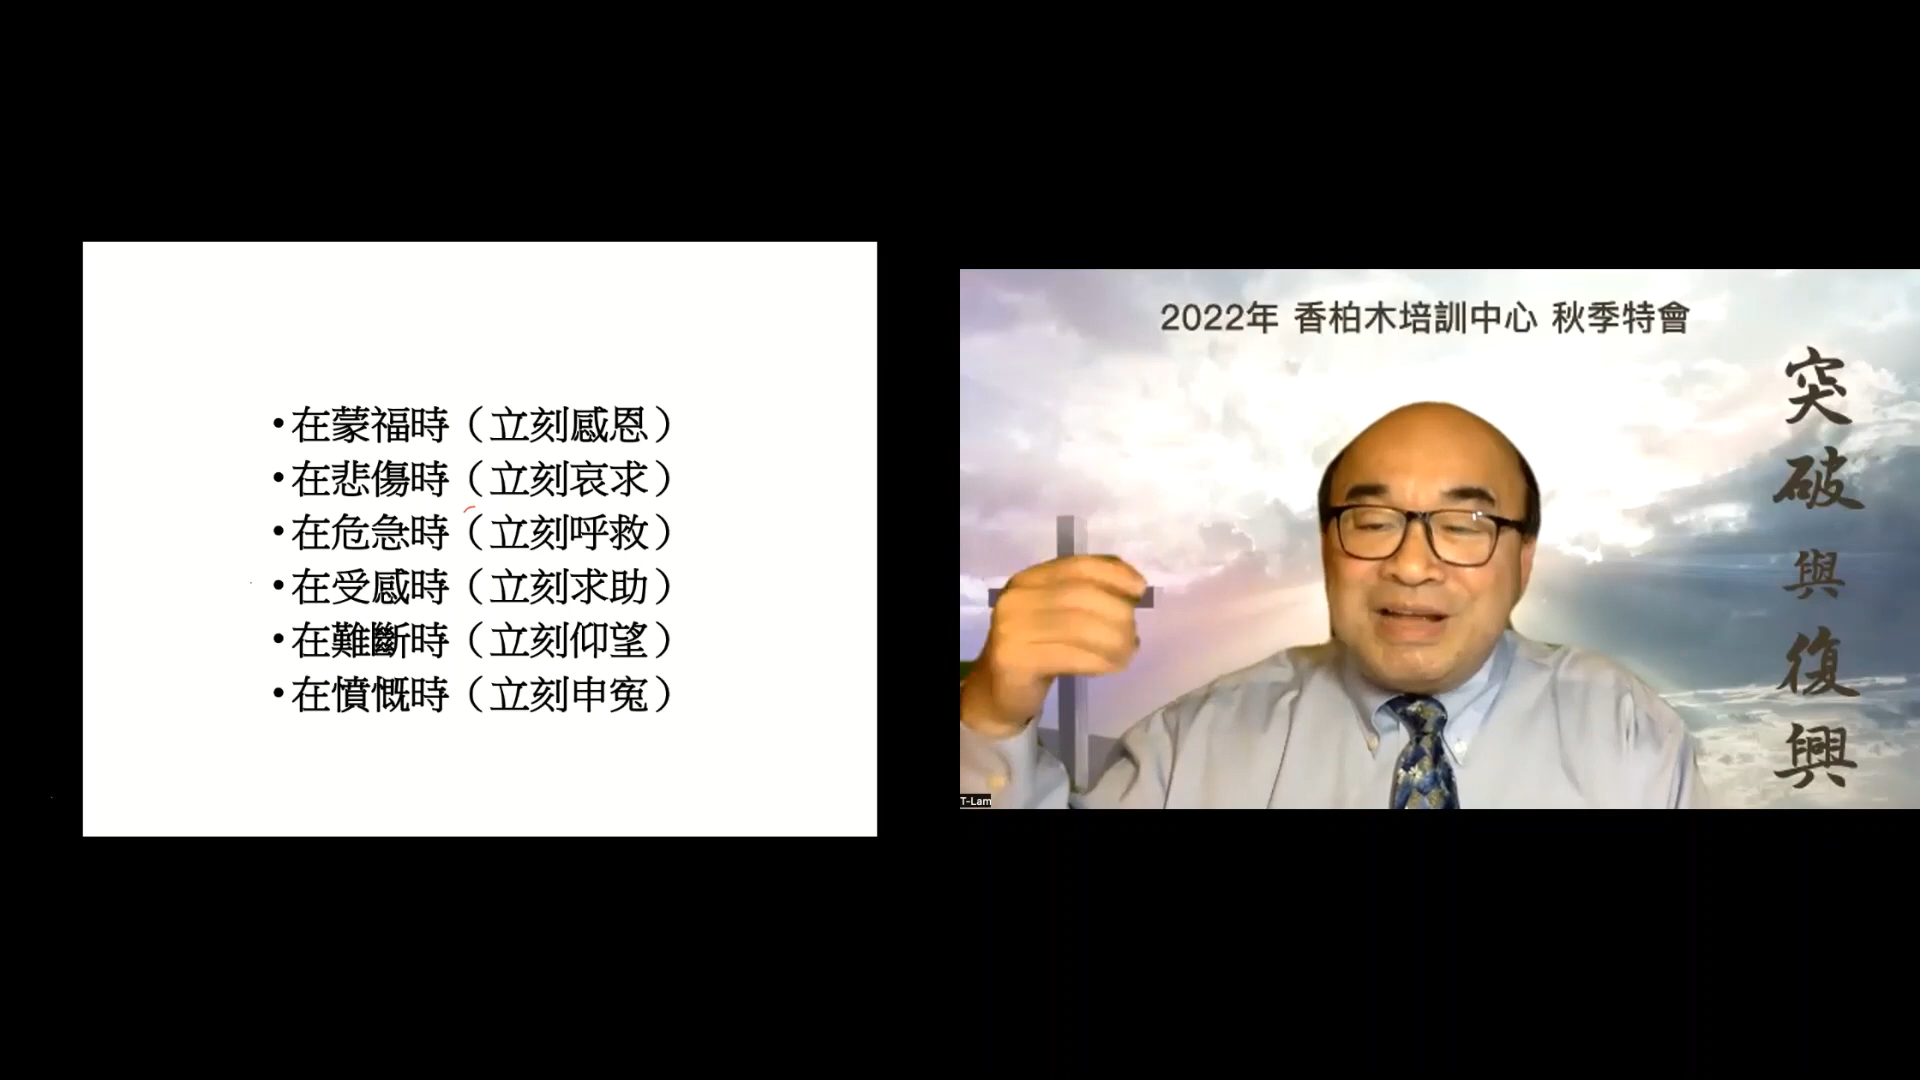 •在蒙福時（立刻感恩）
•在悲傷時（立刻哀求）
•在危急時（立刻呼救）
•在受感時（立刻求助）
•在難斷時（立刻仰望）
•在憤慨時（立刻申冤）
2022年 香柏木培訓中心 秋季特會
突破與復興
T-Lam